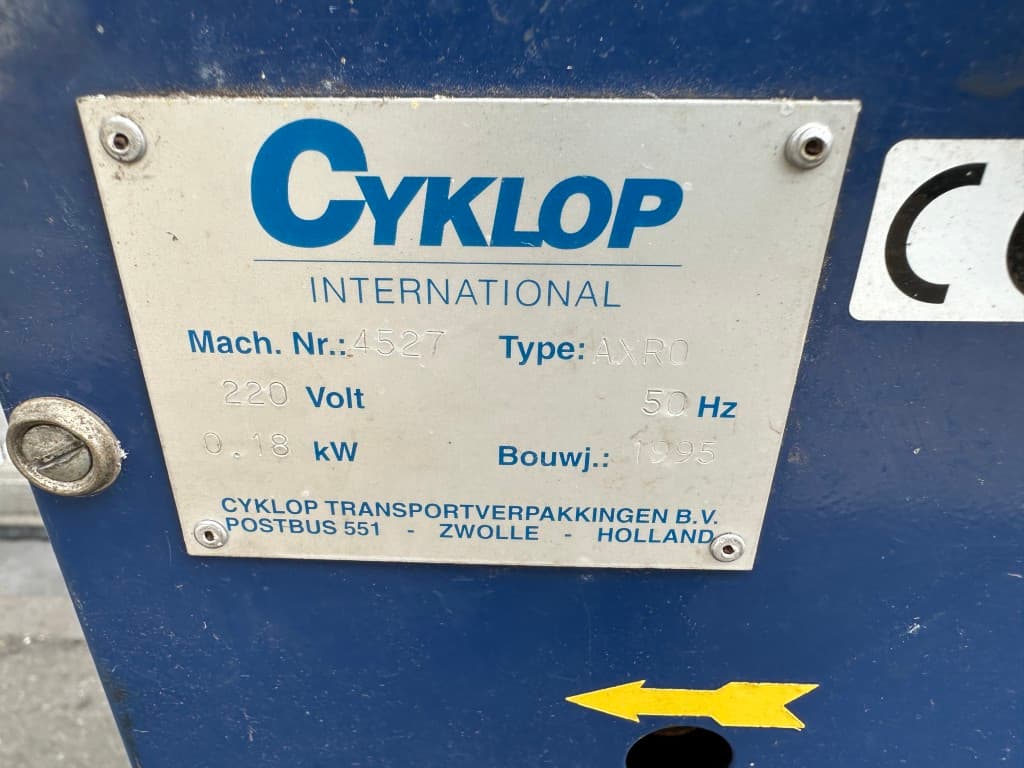 CYKLOP
INTERNATIONAL
Mach. Nr.: 4527 Type: AXRO
220 Volt 50 Hz
0.18 kW Bouwj.: 1995
CYKLOP TRANSPORTVERPAKKINGEN B.V.
POSTBUS 551 - ZWOLLE - HOLLAND
C